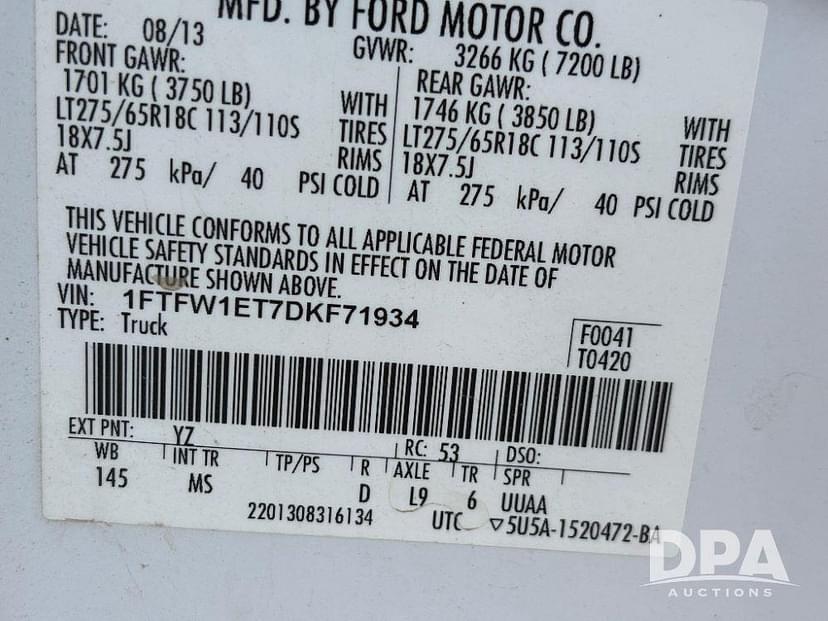 MFD. BY FORD MOTOR CO.
DATE: 08/13
GVWR: 3266 KG ( 7200 LB)
FRONT GAWR:
1701 KG ( 3750 LB)
WITH
LT275/65R18C 113/110S
TIRES
18X7.5J
RIMS
AT 275 kPa/ 40 PSI COLD
REAR GAWR:
1746 KG ( 3850 LB)
WITH
LT275/65R18C 113/110S
TIRES
18X7.5J
RIMS
AT 275 kPa/ 40 PSI COLD
THIS VEHICLE CONFORMS TO ALL APPLICABLE FEDERAL MOTOR
VEHICLE SAFETY STANDARDS IN EFFECT ON THE DATE OF
MANUFACTURE SHOWN ABOVE.
VIN: 1FTFW1ET7DKF71934
TYPE: Truck
F0041
T0420
EXT PNT: YZ RC: 53 DSO:
WB INT TR TP/PS R AXLE TR SPR
145 MS D L9 6 UUAA
2201308316134 UTC ▽5U5A-1520472-BA
DPA
AUCTIONS